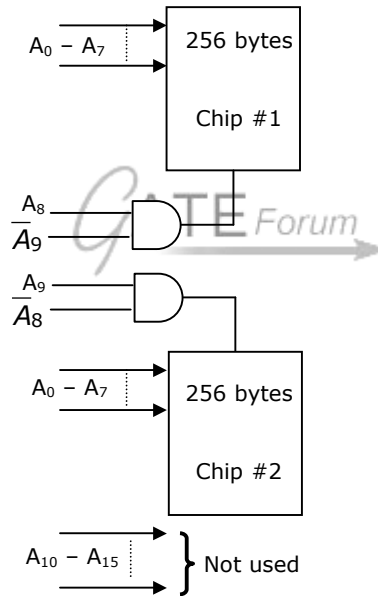 A₀ – A₇
256 bytes
Chip #1
A₈
A̅₉
GATE Forum
A₉
A̅₈
A₀ – A₇
256 bytes
Chip #2
A₁₀ – A₁₅
Not used